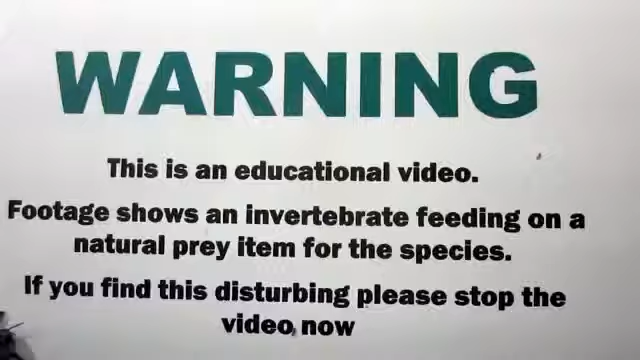 WARNING
This is an educational video.
Footage shows an invertebrate feeding on a
natural prey item for the species.
If you find this disturbing please stop the
video now